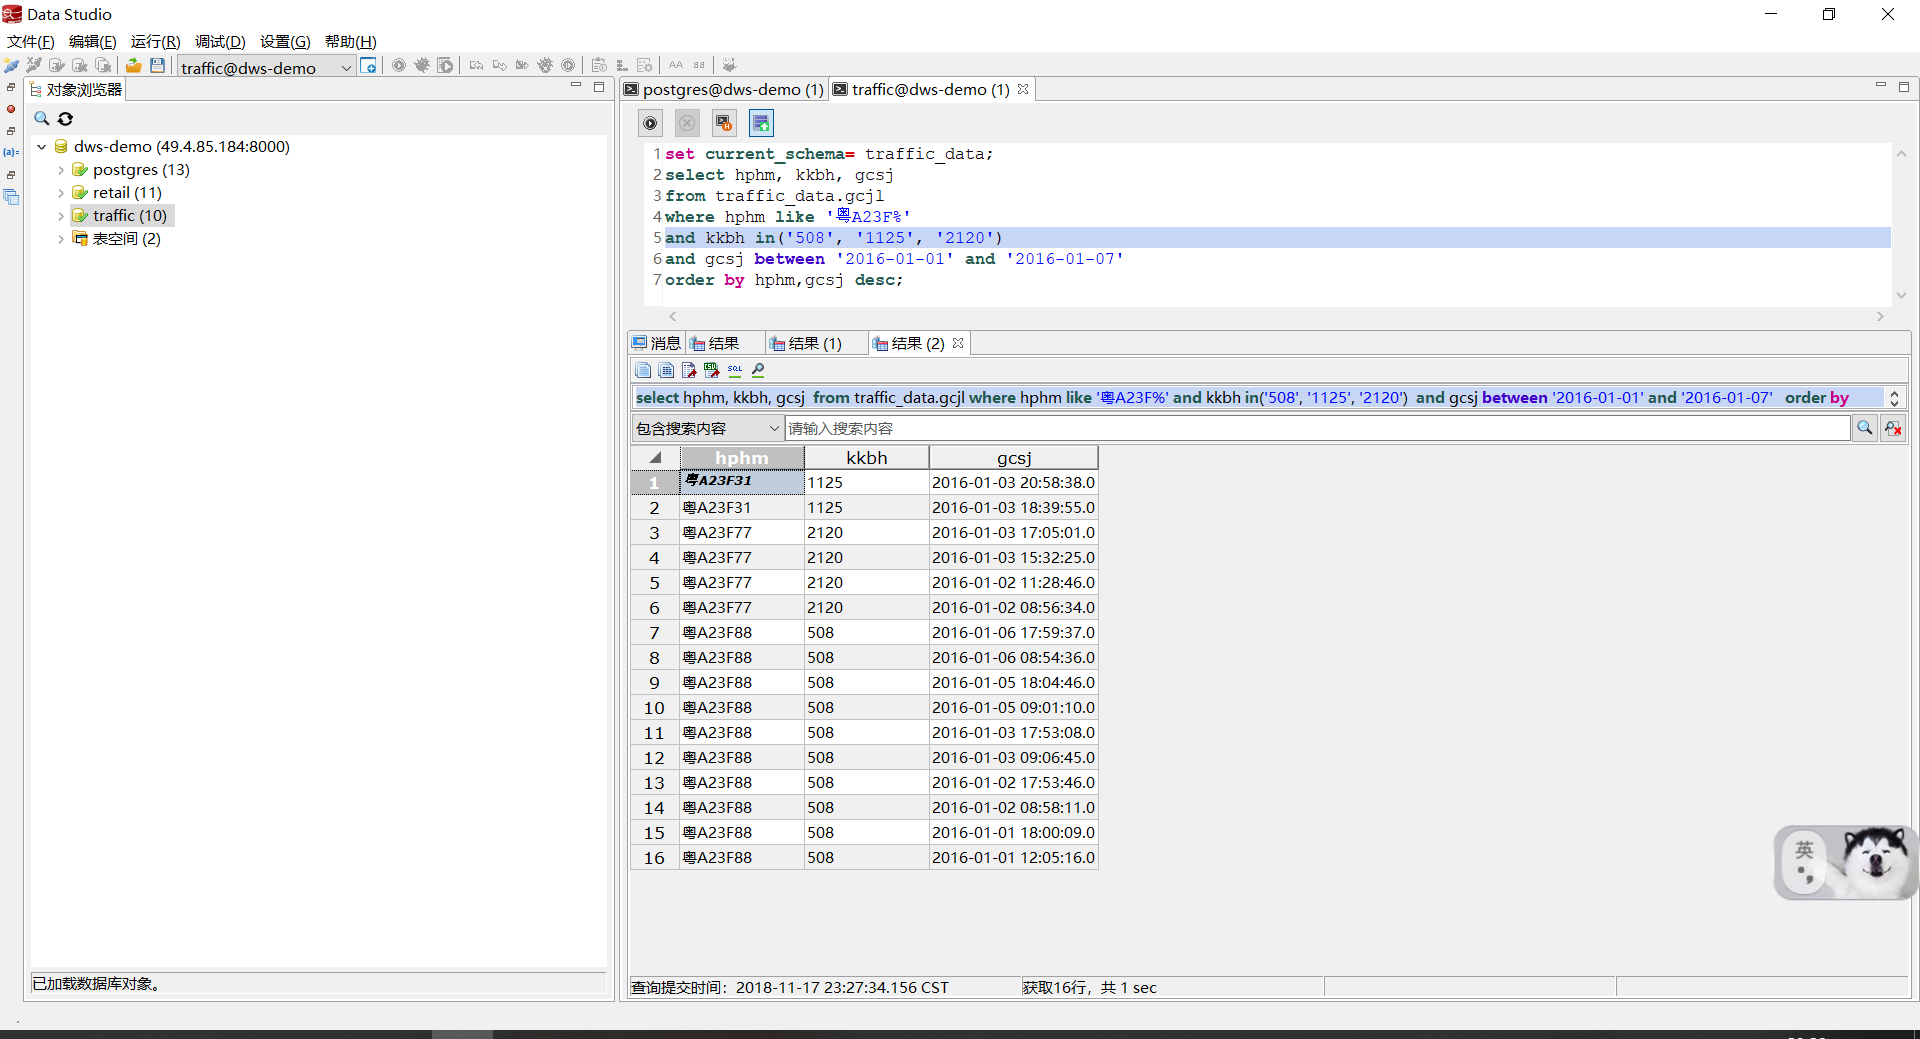 Data Studio
文件(F) 编辑(E) 运行(R) 调试(D) 设置(G) 帮助(H)
traffic@dws-demo
对象浏览器
dws-demo (49.4.85.184:8000)
postgres (13)
retail (11)
traffic (10)
表空间 (2)
已加载数据库对象。
postgres@dws-demo (1) traffic@dws-demo (1)
1 set current_schema= traffic_data;
2 select hphm, kkbh, gcsj
3 from traffic_data.gcjl
4 where hphm like '粤A23F%'
5 and kkbh in('508', '1125', '2120')
6 and gcsj between '2016-01-01' and '2016-01-07'
7 order by hphm,gcsj desc;
消息 结果 结果 (1) 结果 (2)
select hphm, kkbh, gcsj from traffic_data.gcjl where hphm like '粤A23F%' and kkbh in('508', '1125', '2120') and gcsj between '2016-01-01' and '2016-01-07' order by
包含搜索内容 请输入搜索内容
hphm kkbh gcsj
1 粤A23F31 1125 2016-01-03 20:58:38.0
2 粤A23F31 1125 2016-01-03 18:39:55.0
3 粤A23F77 2120 2016-01-03 17:05:01.0
4 粤A23F77 2120 2016-01-03 15:32:25.0
5 粤A23F77 2120 2016-01-02 11:28:46.0
6 粤A23F77 2120 2016-01-02 08:56:34.0
7 粤A23F88 508 2016-01-06 17:59:37.0
8 粤A23F88 508 2016-01-06 08:54:36.0
9 粤A23F88 508 2016-01-05 18:04:46.0
10 粤A23F88 508 2016-01-05 09:01:10.0
11 粤A23F88 508 2016-01-03 17:53:08.0
12 粤A23F88 508 2016-01-03 09:06:45.0
13 粤A23F88 508 2016-01-02 17:53:46.0
14 粤A23F88 508 2016-01-02 08:58:11.0
15 粤A23F88 508 2016-01-01 18:00:09.0
16 粤A23F88 508 2016-01-01 12:05:16.0
英
查询提交时间：2018-11-17 23:27:34.156 CST 获取16行，共 1 sec